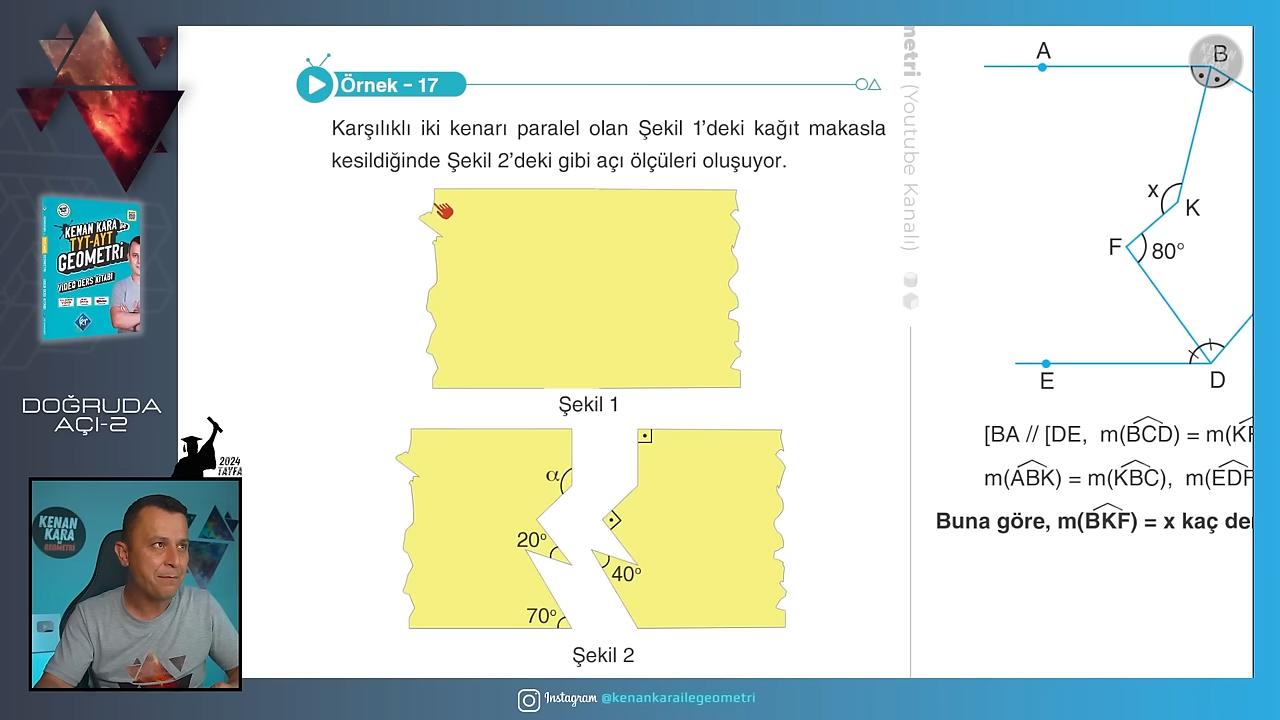 Örnek – 17
Karşılıklı iki kenarı paralel olan Şekil 1'deki kağıt makasla
kesildiğinde Şekil 2'deki gibi açı ölçüleri oluşuyor.
Şekil 1
α
20°
40°
70°
Şekil 2
metri (Youtube Kanalı)
A
B
x
K
F
80°
E
D
[BA // [DE, m(BCD) = m(KF
m(ABK) = m(KBC), m(EDF
Buna göre, m(BKF) = x kaç de
KENAN KARA
TYT-AYT
GEOMETRİ
VİDEO DERS KİTABI
DOĞRUDA
AÇI-2
2024
TAYFA
KENAN
KARA
GEOMETRİ
Instagram @kenankarailegeometri